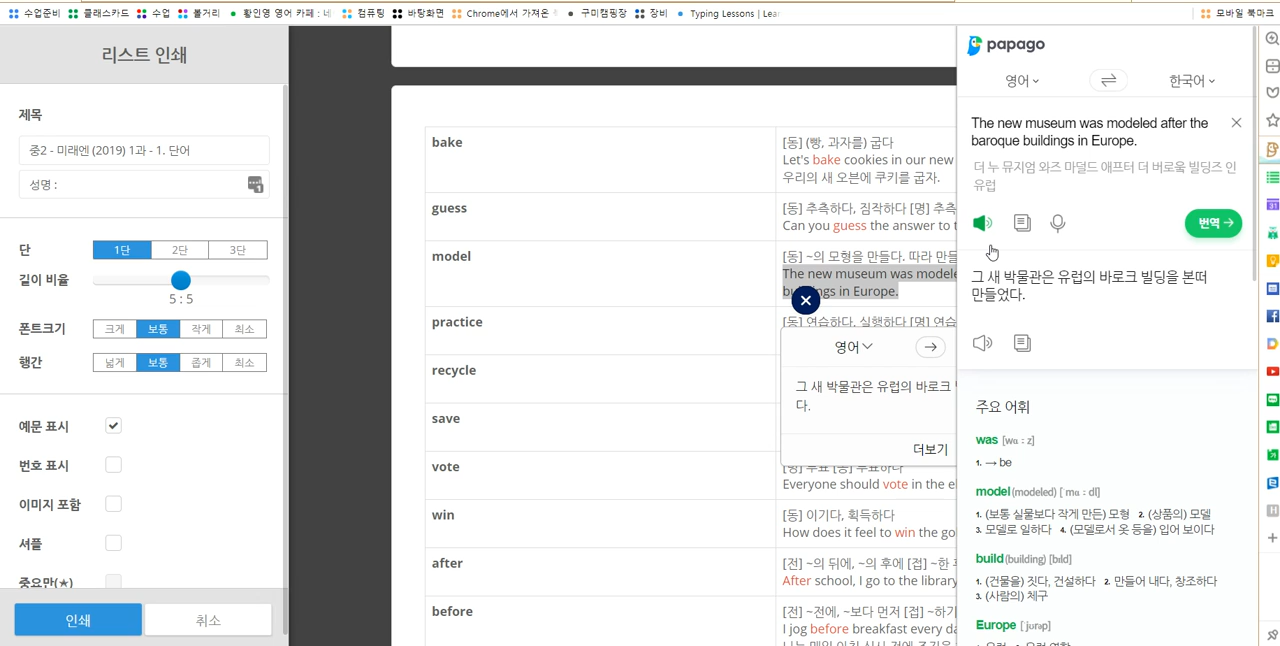 수업준비 클래스카드 수업 볼거리 황인영 영어 카페 : 네 컴퓨팅 바탕화면 Chrome에서 가져온 구미캠핑장 장비 Typing Lessons | Lear 모바일 북마크
리스트 인쇄
제목
중2 - 미래엔 (2019) 1과 - 1. 단어
성명 :
단 1단 2단 3단
길이 비율
5 : 5
폰트크기 크게 보통 작게 최소
행간 넓게 보통 좁게 최소
예문 표시
번호 표시
이미지 포함
셔플
중요만(★)
인쇄 취소
bake [동] (빵, 과자를) 굽다
Let's bake cookies in our new
우리의 새 오븐에 쿠키를 굽자.
guess [동] 추측하다, 짐작하다 [명] 추측
Can you guess the answer to
model [동] ~의 모형을 만들다. 따라 만들
The new museum was modele
buildings in Europe.
practice [동] 연습하다, 실행하다 [명] 연습
recycle
save
vote
Everyone should vote in the
win [동] 이기다, 획득하다
How does it feel to win the
after [전] ~의 뒤에, ~의 후에 [접] ~한
After school, I go to the library
before [전] ~전에, ~보다 먼저 [접] ~하기
I jog before breakfast every
영어
그 새 박물관은 유럽의 바로크
다.
더보기
papago
영어 한국어
The new museum was modeled after the
baroque buildings in Europe.
더 누 뮤지엄 와즈 마덜드 애프터 더 버로욱 빌딩즈 인
유럽
번역
그 새 박물관은 유럽의 바로크 빌딩을 본떠
만들었다.
주요 어휘
was [wɑ : z]
1. → be
model (modeled) [ˈmɑ : dl]
1. (보통 실물보다 작게 만든) 모형 2. (상품의) 모델
3. 모델로 일하다 4. (모델로서 옷 등을) 입어 보이다
build (building) [bɪld]
1. (건물을) 짓다, 건설하다 2. 만들어 내다, 창조하다
3. (사람의) 체구
Europe [ˈjʊrəp]